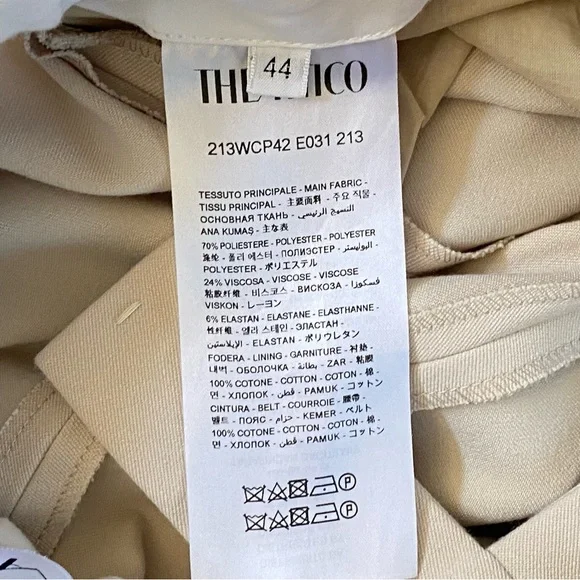 44
THE ATTICO
213WCP42 E031 213
TESSUTO PRINCIPALE - MAIN FABRIC -
TISSU PRINCIPAL - 主要面料 - 주요 직물 -
ОСНОВНАЯ ТКАНЬ - النسيج الرئيسي -
ANA KUMAŞ - 主な表
70% POLIESTERE - POLYESTER - POLYESTER
涤纶 - 폴리 에스터 - ПОЛИЭСТЕР - البوليستر -
POLYESTER - ポリエステル
24% VISCOSA - VISCOSE - VISCOSE
粘胶纤维 - 비스코스 - ВИСКОЗА - فسكوزا -
VISKON - レーヨン
6% ELASTAN - ELASTANE - ELASTHANNE -
性纤维 - 엘라 스테인 - ЭЛАСТАН -
الإيلاستين - ELASTAN - ポリウレタン
FODERA - LINING - GARNITURE - 衬垫 -
내벽 - ОБОЛОЧКА - بطانة - ZAR - 粘膜
100% COTONE - COTTON - COTON - 棉
면 - ХЛОПОК - قطن - PAMUK - コットン
CINTURA - BELT - COURROIE - 腰帶 -
벨트 - ПОЯС - حزام - KEMER - ベルト
100% COTONE - COTTON - COTON - 棉
면 - ХЛОПОК - قطن - PAMUK - コットン
P
P